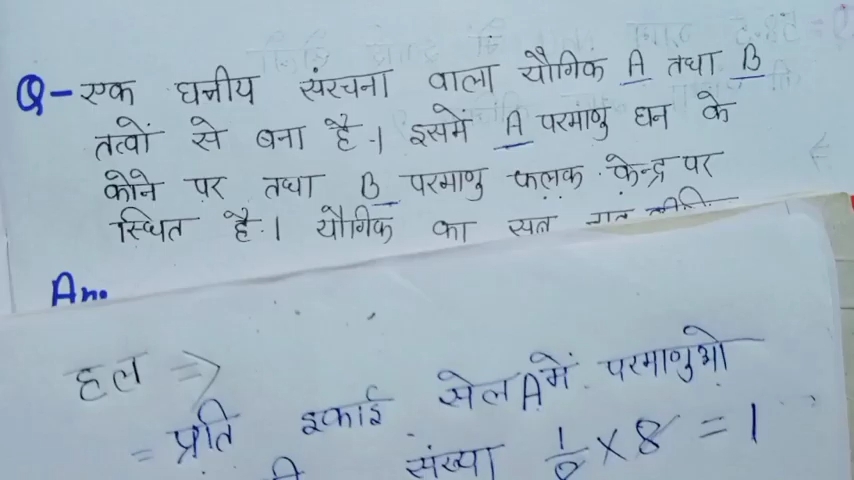 Q- एक घनीय संरचना वाला यौगिक A तथा B
तत्वों से बना है। इसमें A परमाणु घन के
कोने पर तथा B परमाणु फलक केन्द्र पर
स्थित है। यौगिक का
An.
हल ⇒
= प्रति इकाई सेल A में परमाणुओ
संख्या 1/8 × 8 = 1